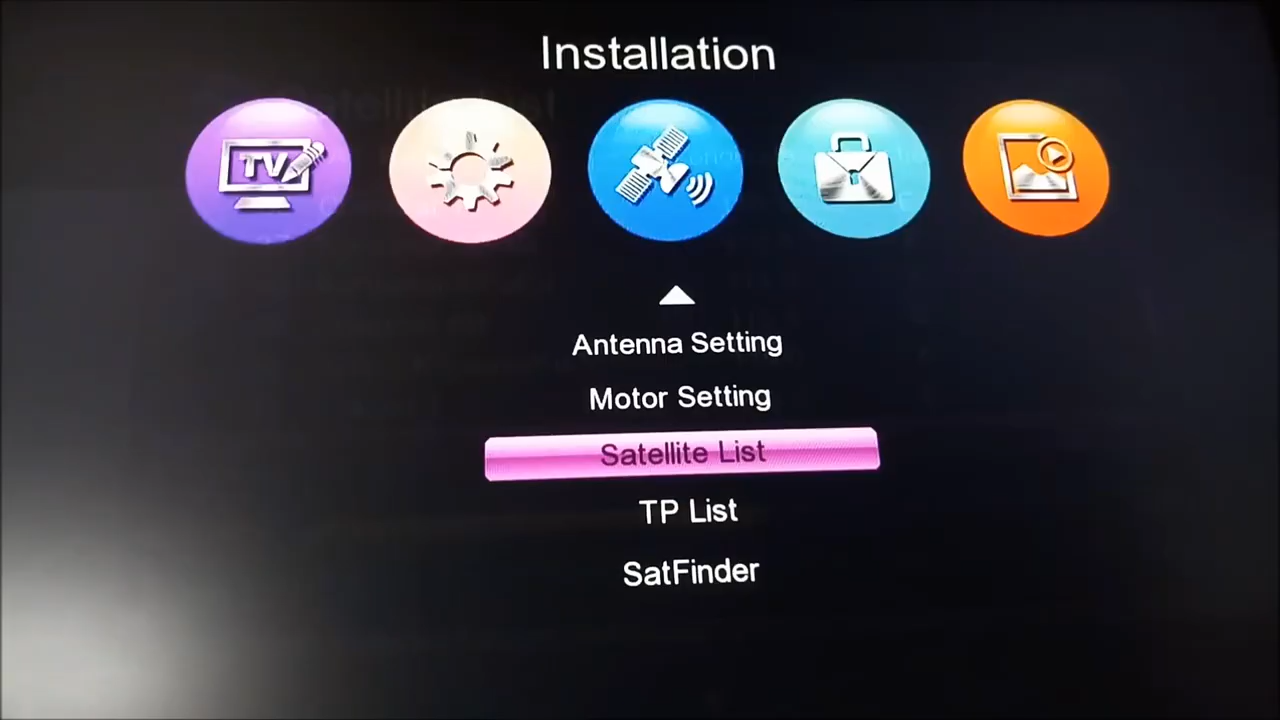 Installation
TV
Antenna Setting
Motor Setting
Satellite List
TP List
SatFinder